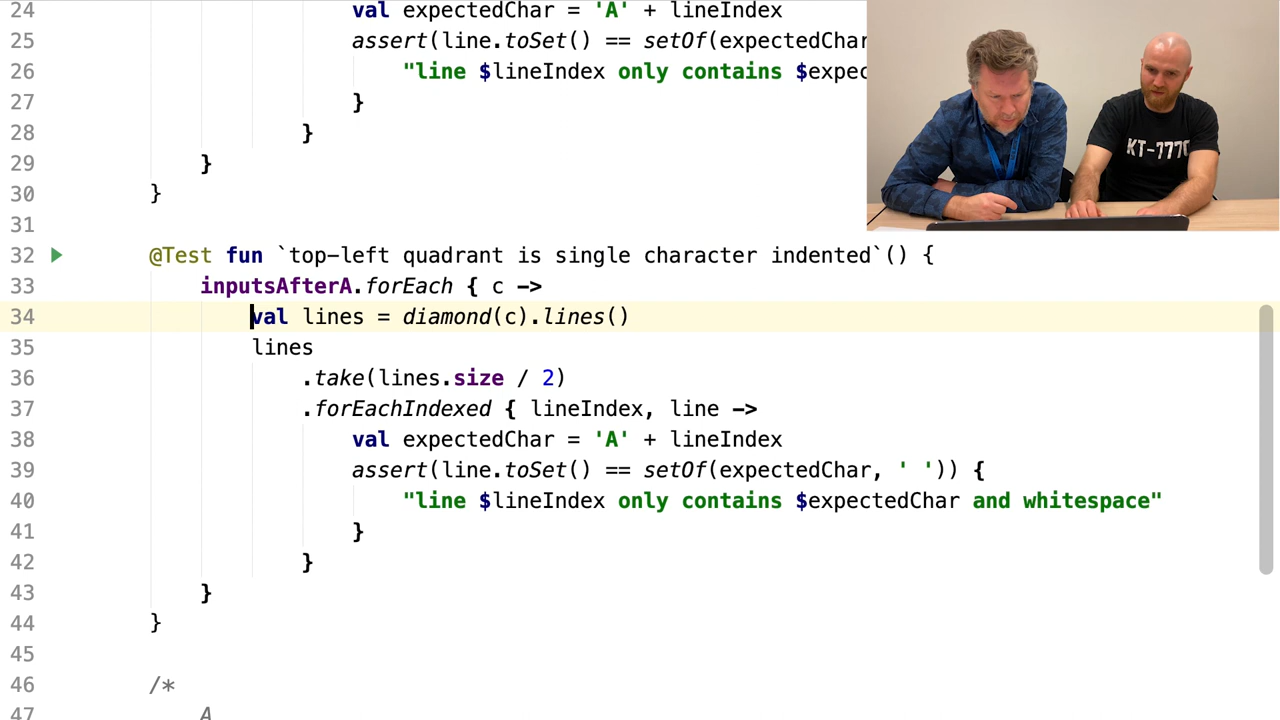 24 val expectedChar = 'A' + lineIndex
25 assert(line.toSet() == setOf(expectedChar
26 "line $lineIndex only contains $expec
27 }
28 }
29 }
30 }
31
32 @Test fun `top-left quadrant is single character indented`() {
33 inputsAfterA.forEach { c ->
34 val lines = diamond(c).lines()
35 lines
36 .take(lines.size / 2)
37 .forEachIndexed { lineIndex, line ->
38 val expectedChar = 'A' + lineIndex
39 assert(line.toSet() == setOf(expectedChar, ' ')) {
40 "line $lineIndex only contains $expectedChar and whitespace"
41 }
42 }
43 }
44 }
45
46 /*
47 A